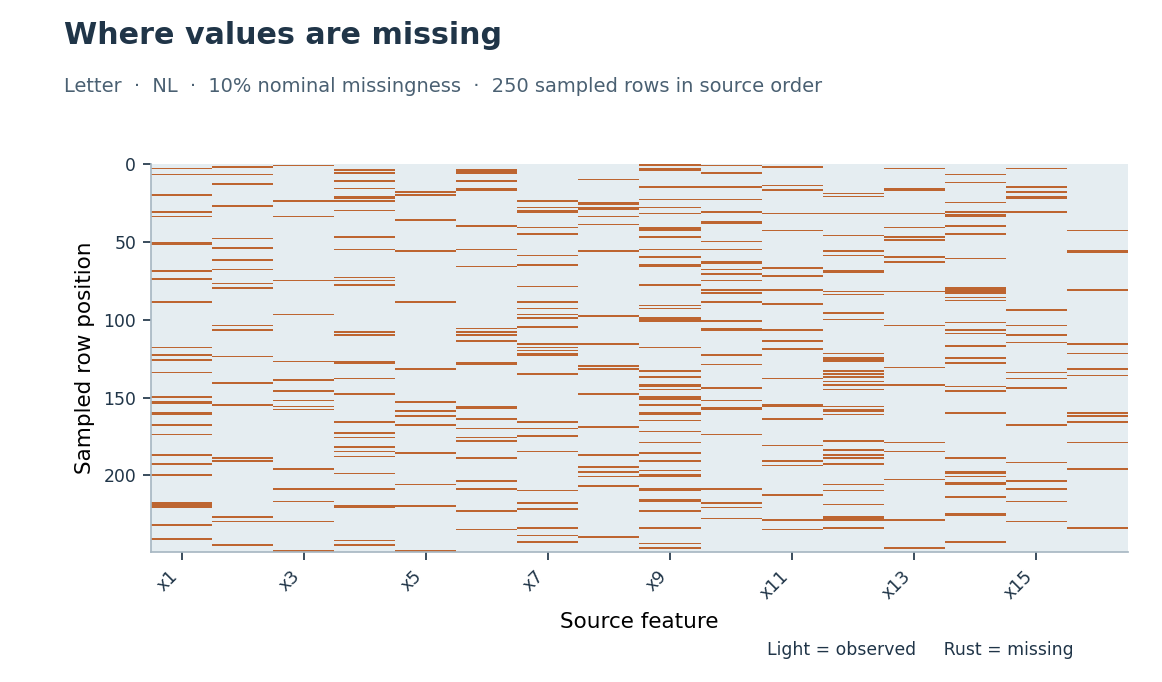 Where values are missing
Letter · NL · 10% nominal missingness · 250 sampled rows in source order
Sampled row position
0
50
100
150
200
x1
x3
x5
x7
x9
x11
x13
x15
Source feature
Light = observed Rust = missing